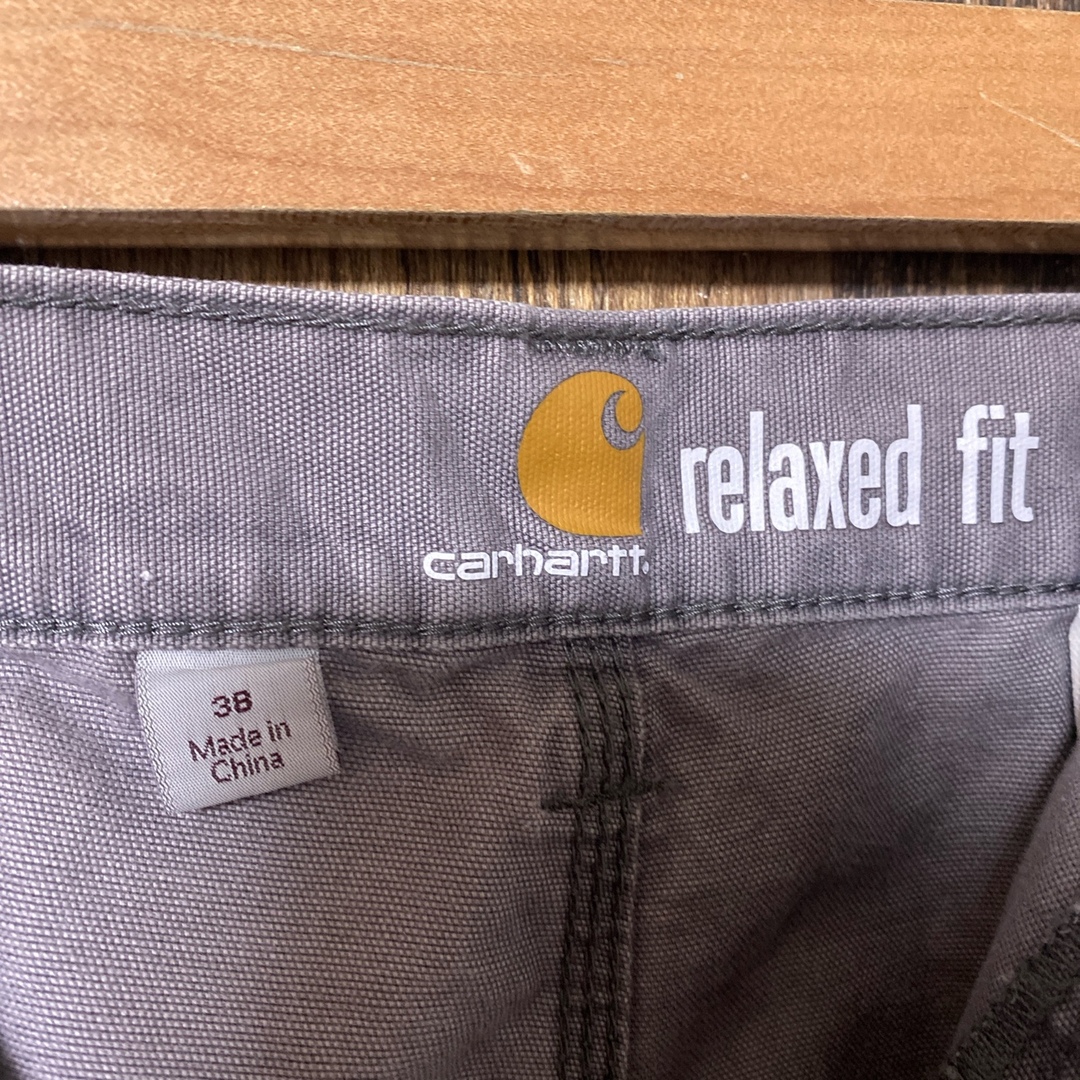 relaxed fit
carhartt.
38
Made in
China